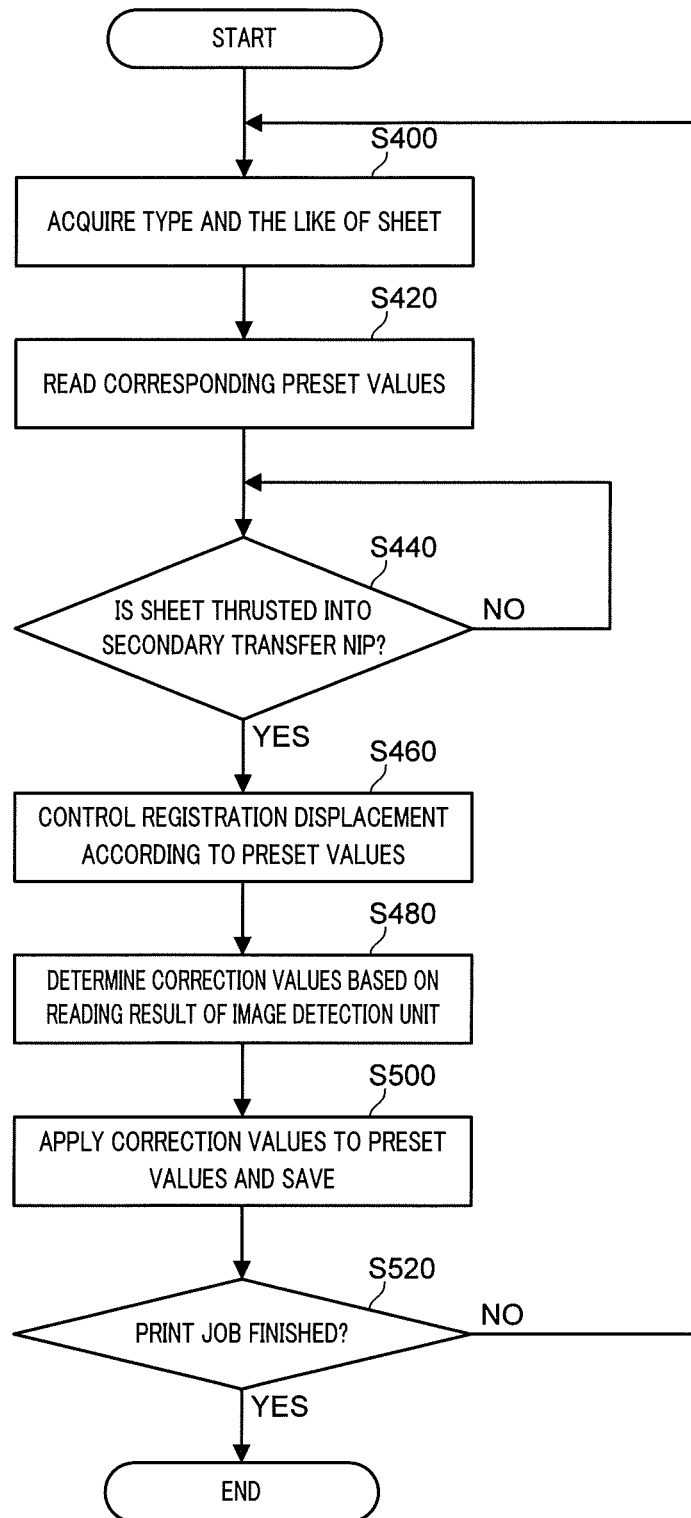 START
S400
ACQUIRE TYPE AND THE LIKE OF SHEET
S420
READ CORRESPONDING PRESET VALUES
S440
IS SHEET THRUSTED INTO
SECONDARY TRANSFER NIP?
NO
YES
S460
CONTROL REGISTRATION DISPLACEMENT
ACCORDING TO PRESET VALUES
S480
DETERMINE CORRECTION VALUES BASED ON
READING RESULT OF IMAGE DETECTION UNIT
S500
APPLY CORRECTION VALUES TO PRESET
VALUES AND SAVE
S520
PRINT JOB FINISHED?
NO
YES
END